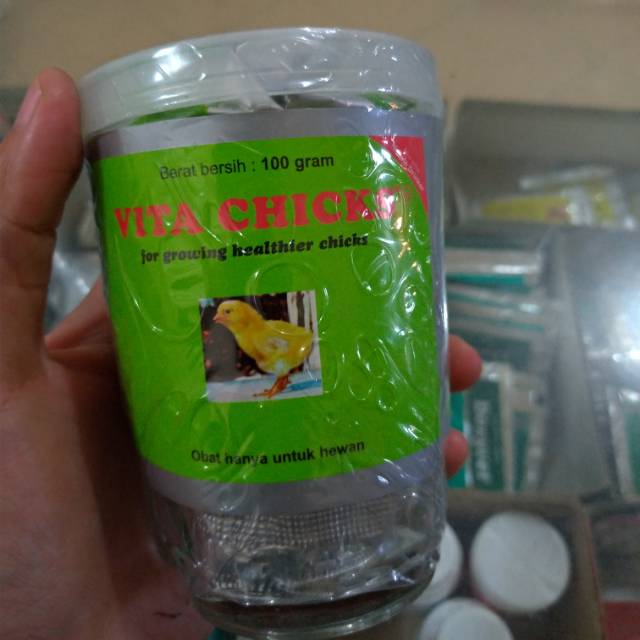 Berat bersih : 100 gram
VITA CHICKS
for growing healthier chicks
Obat hanya untuk hewan